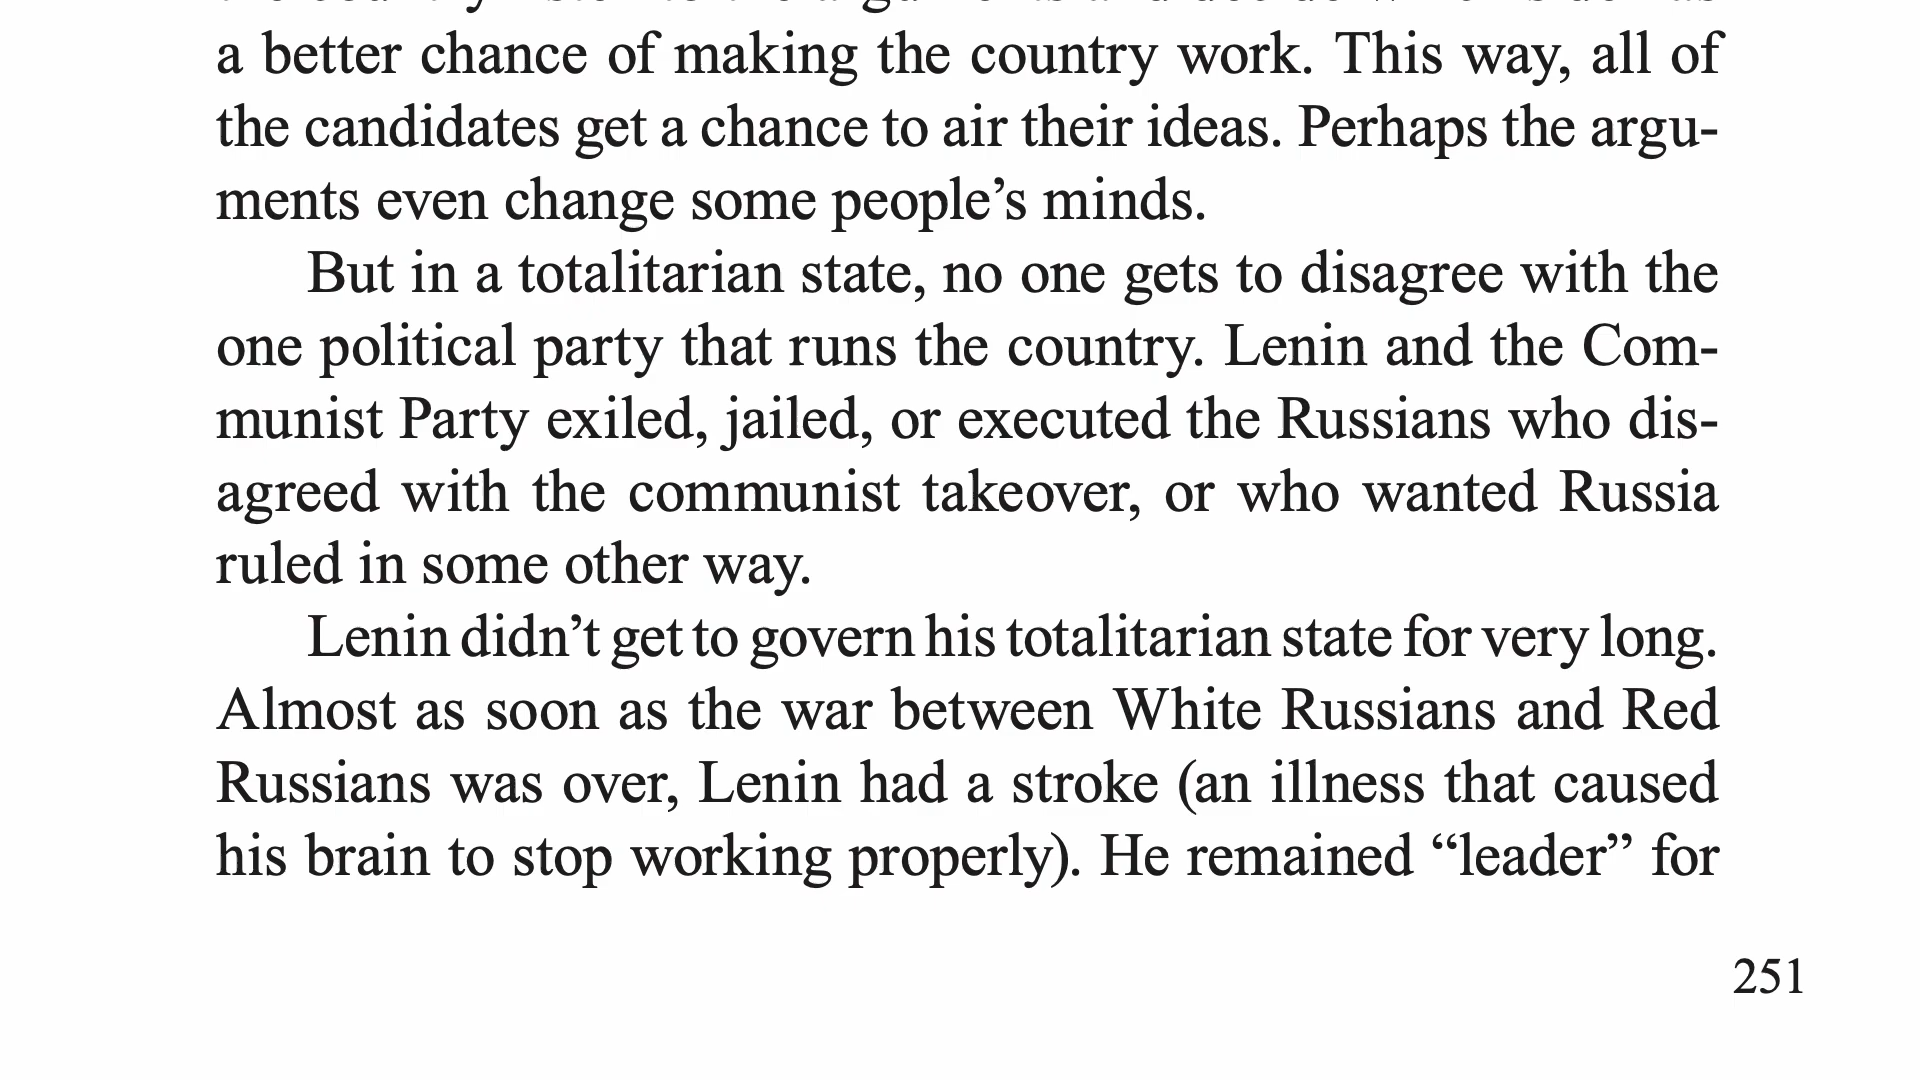 a better chance of making the country work. This way, all of
the candidates get a chance to air their ideas. Perhaps the argu-
ments even change some people’s minds.
But in a totalitarian state, no one gets to disagree with the
one political party that runs the country. Lenin and the Com-
munist Party exiled, jailed, or executed the Russians who dis-
agreed with the communist takeover, or who wanted Russia
ruled in some other way.
Lenin didn’t get to govern his totalitarian state for very long.
Almost as soon as the war between White Russians and Red
Russians was over, Lenin had a stroke (an illness that caused
his brain to stop working properly). He remained “leader” for
251